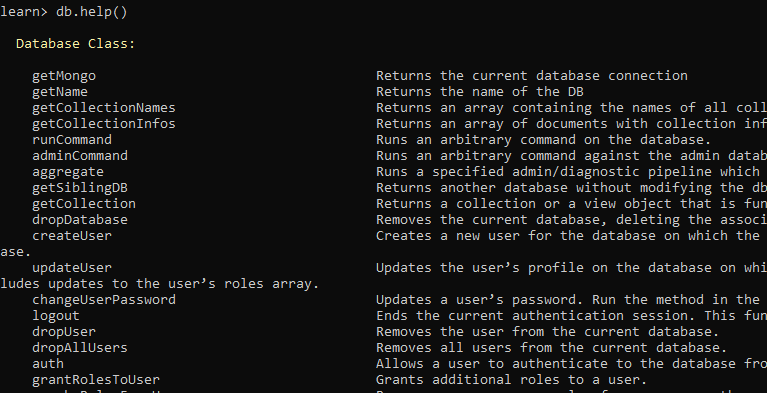 learn> db.help()
Database Class:
getMongo Returns the current database connection
getName Returns the name of the DB
getCollectionNames Returns an array containing the names of all coll
getCollectionInfos Returns an array of documents with collection inf
runCommand Runs an arbitrary command on the database.
adminCommand Runs an arbitrary command against the admin datab
aggregate Runs a specified admin/diagnostic pipeline which
getSiblingDB Returns another database without modifying the db
getCollection Returns a collection or a view object that is fun
dropDatabase Removes the current database, deleting the associ
createUser Creates a new user for the database on which the
ase.
updateUser Updates the user’s profile on the database on whi
ludes updates to the user’s roles array.
changeUserPassword Updates a user’s password. Run the method in the
logout Ends the current authentication session. This fun
dropUser Removes the user from the current database.
dropAllUsers Removes all users from the current database.
auth Allows a user to authenticate to the database fro
grantRolesToUser Grants additional roles to a user.